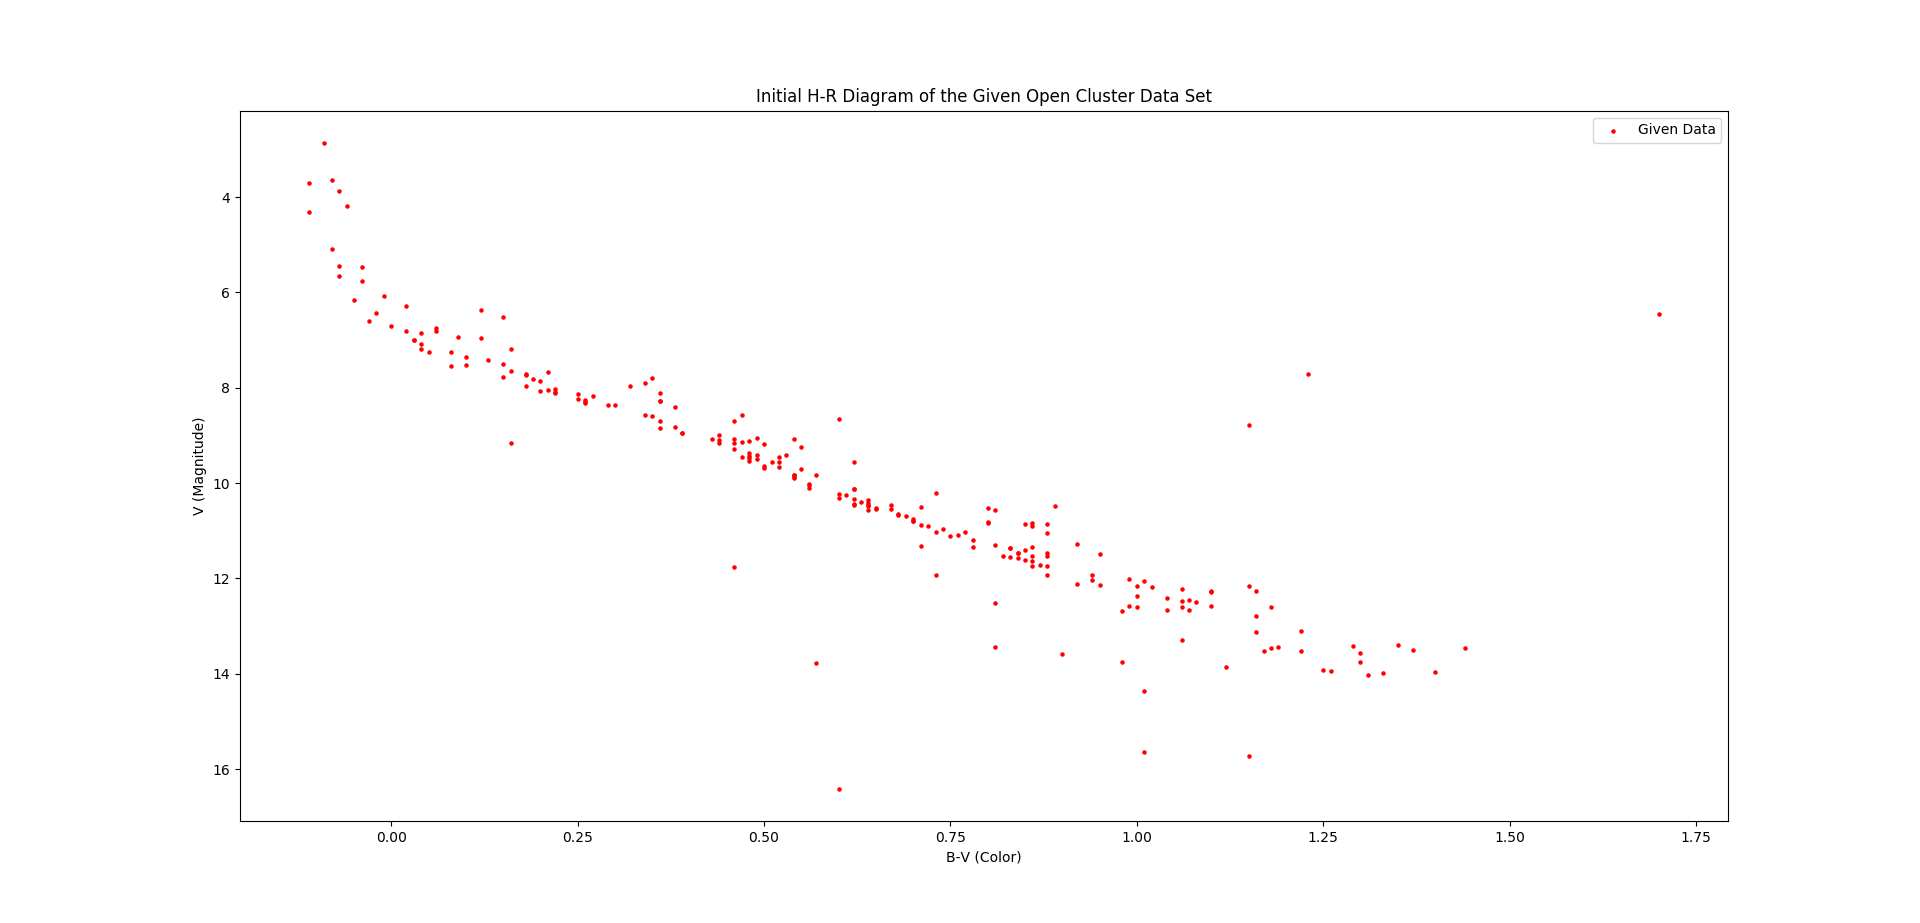 Initial H-R Diagram of the Given Open Cluster Data Set
Given Data
V (Magnitude)
4
6
8
10
12
14
16
0.00 0.25 0.50 0.75 1.00 1.25 1.50 1.75
B-V (Color)